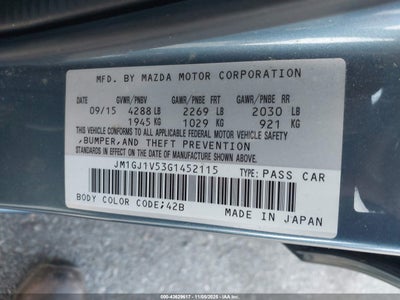 MFD. BY MAZDA MOTOR CORPORATION
DATE GVWR/PNBV GAWR/PNBE FRT GAWR/PNBE RR
09/15 4288 LB 2269 LB 2030 LB
1945 KG 1029 KG 921 KG
THIS VEHICLE CONFORMS TO ALL APPLICABLE FEDERAL MOTOR VEHICLE SAFETY
,BUMPER,AND THEFT PREVENTION
STANDARDS IN EFFECT ON THE DATE OF MANUFACTURE SHOWN ABOVE.
JM1GJ1V53G1452115 TYPE:PASS CAR
BODY COLOR CODE;42B
MADE IN JAPAN
000-43629617 - 11/05/2025 - IAAI.COM